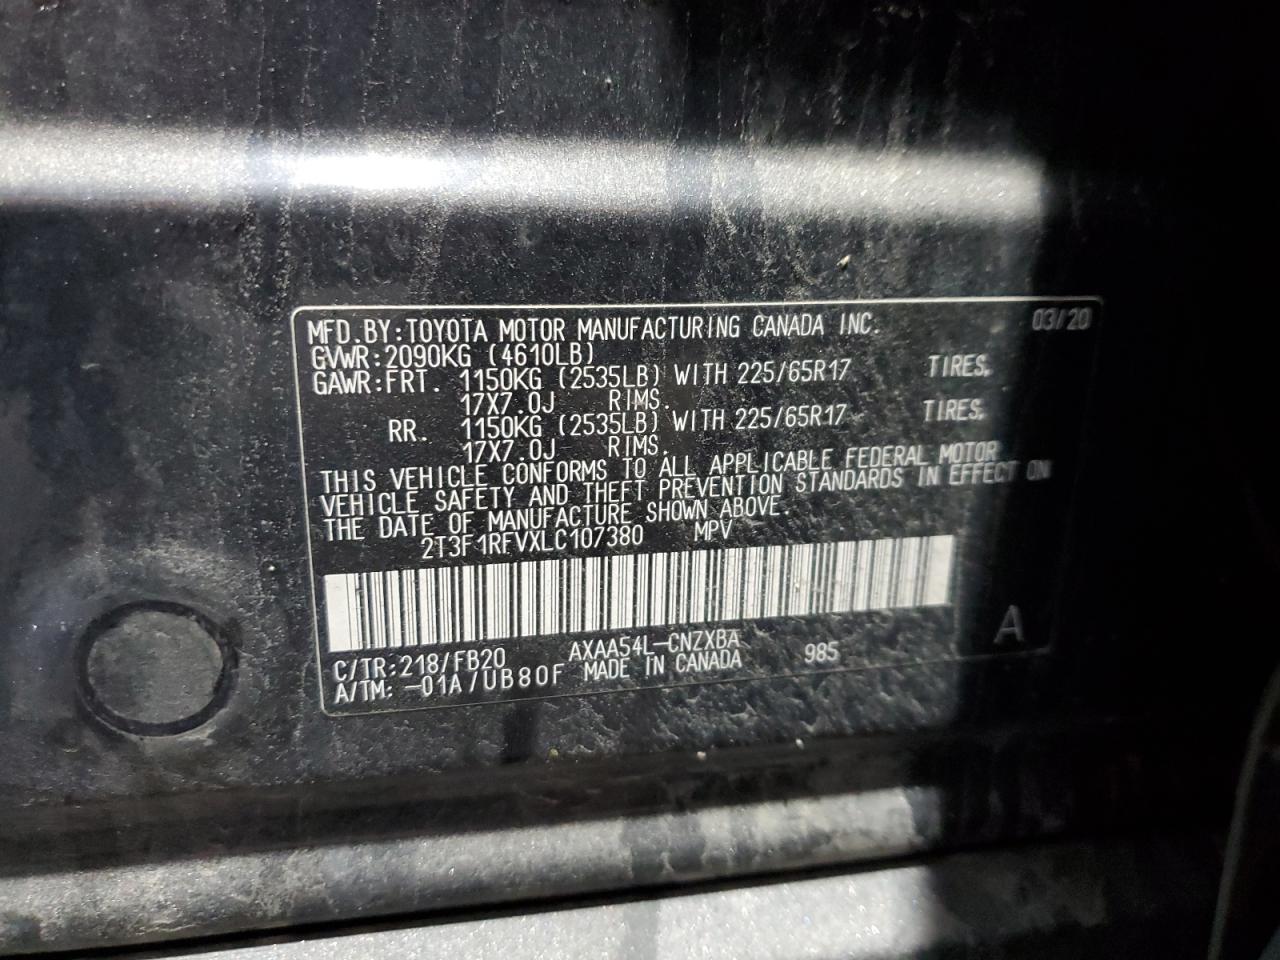 MFD.BY:TOYOTA MOTOR MANUFACTURING CANADA INC. 03/20
GVWR:2090KG (4610LB)
GAWR:FRT. 1150KG (2535LB) WITH 225/65R17 TIRES,
17X7.0J RIMS.
RR. 1150KG (2535LB) WITH 225/65R17 TIRES,
17X7.0J RIMS.
THIS VEHICLE CONFORMS TO ALL APPLICABLE FEDERAL MOTOR
VEHICLE SAFETY AND THEFT PREVENTION STANDARDS IN EFFECT ON
THE DATE OF MANUFACTURE SHOWN ABOVE.
2T3F1RFVXLC107380 MPV
C/TR:218/FB20 AXAA54L-CNZXBA 985 A
A/TM:-01A/UB80F MADE IN CANADA